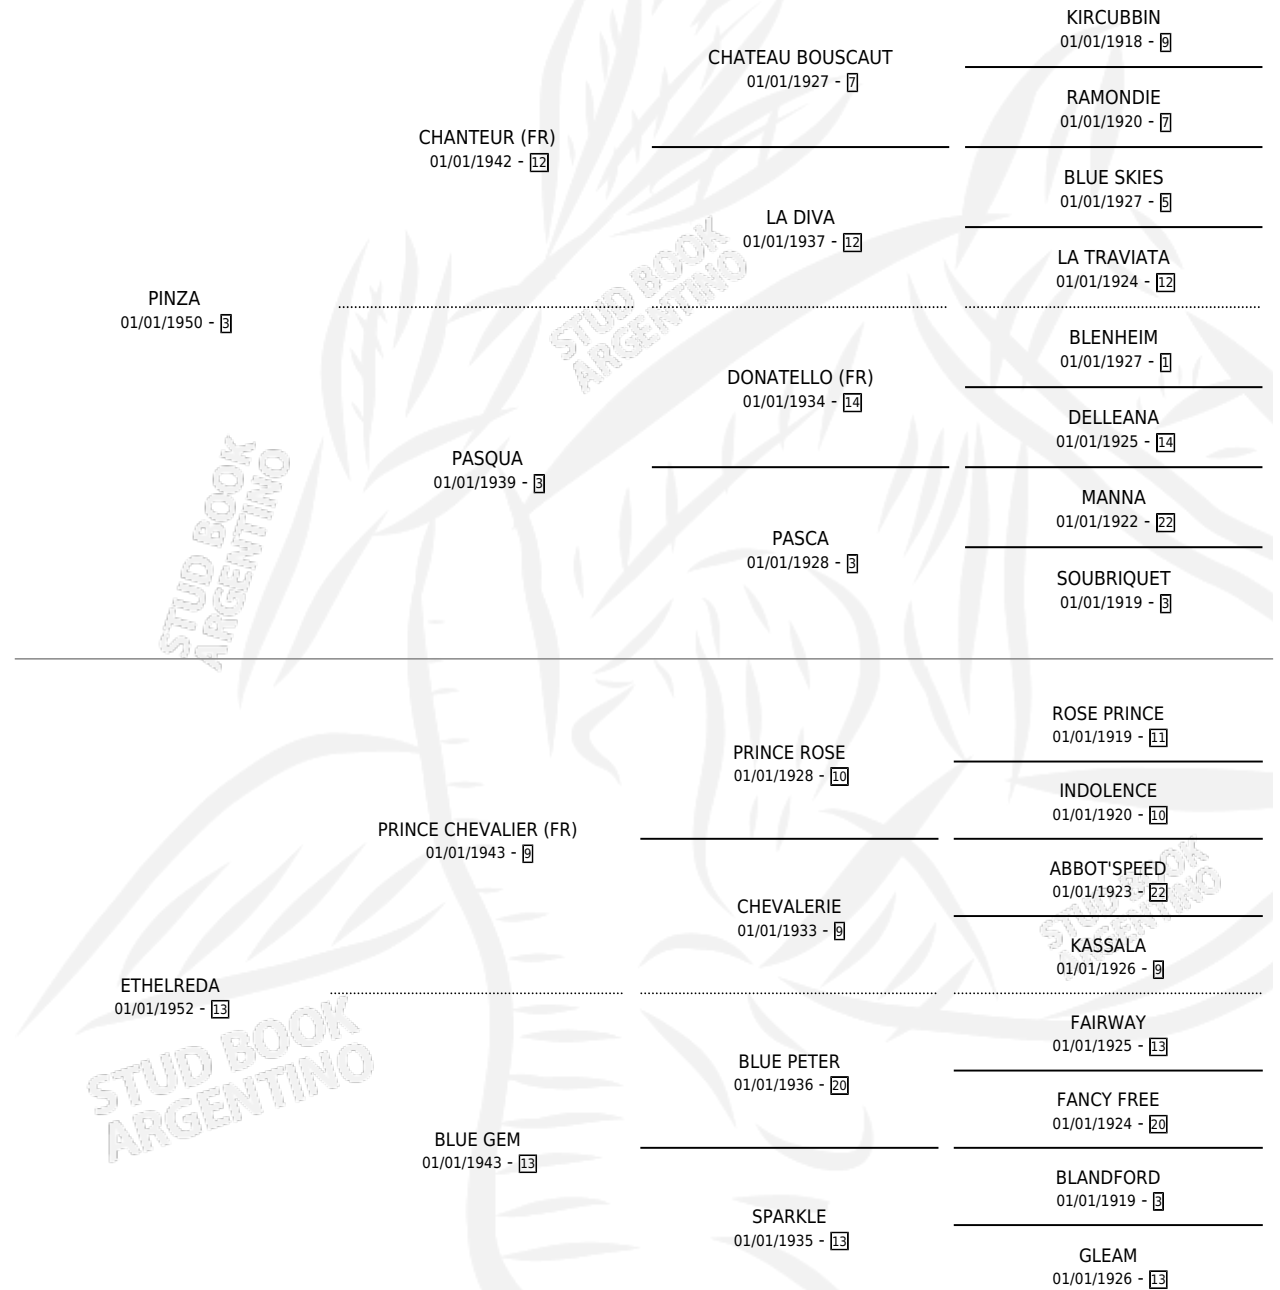 KIRCUBBIN
01/01/1918 - 9
CHATEAU BOUSCAUT
01/01/1927 - 7
RAMONDIE
01/01/1920 - 7
CHANTEUR (FR)
01/01/1942 - 12
BLUE SKIES
01/01/1927 - 5
LA DIVA
01/01/1937 - 12
LA TRAVIATA
01/01/1924 - 12
PINZA
01/01/1950 - 3
BLENHEIM
01/01/1927 - 1
DONATELLO (FR)
01/01/1934 - 14
DELLEANA
01/01/1925 - 14
PASQUA
01/01/1939 - 3
MANNA
01/01/1922 - 22
PASCA
01/01/1928 - 3
SOUBRIQUET
01/01/1919 - 3
STUD BOOK
ARGENTINO
STUD BOOK
ARGENTINO
ROSE PRINCE
01/01/1919 - 11
PRINCE ROSE
01/01/1928 - 10
INDOLENCE
01/01/1920 - 10
PRINCE CHEVALIER (FR)
01/01/1943 - 9
ABBOT'SPEED
01/01/1923 - 22
CHEVALERIE
01/01/1933 - 9
KASSALA
01/01/1926 - 9
STUD BOOK
ARGENTINO
ETHELREDA
01/01/1952 - 13
FAIRWAY
01/01/1925 - 13
BLUE PETER
01/01/1936 - 20
FANCY FREE
01/01/1924 - 20
STUD BOOK
ARGENTINO
BLUE GEM
01/01/1943 - 13
BLANDFORD
01/01/1919 - 3
SPARKLE
01/01/1935 - 13
GLEAM
01/01/1926 - 13